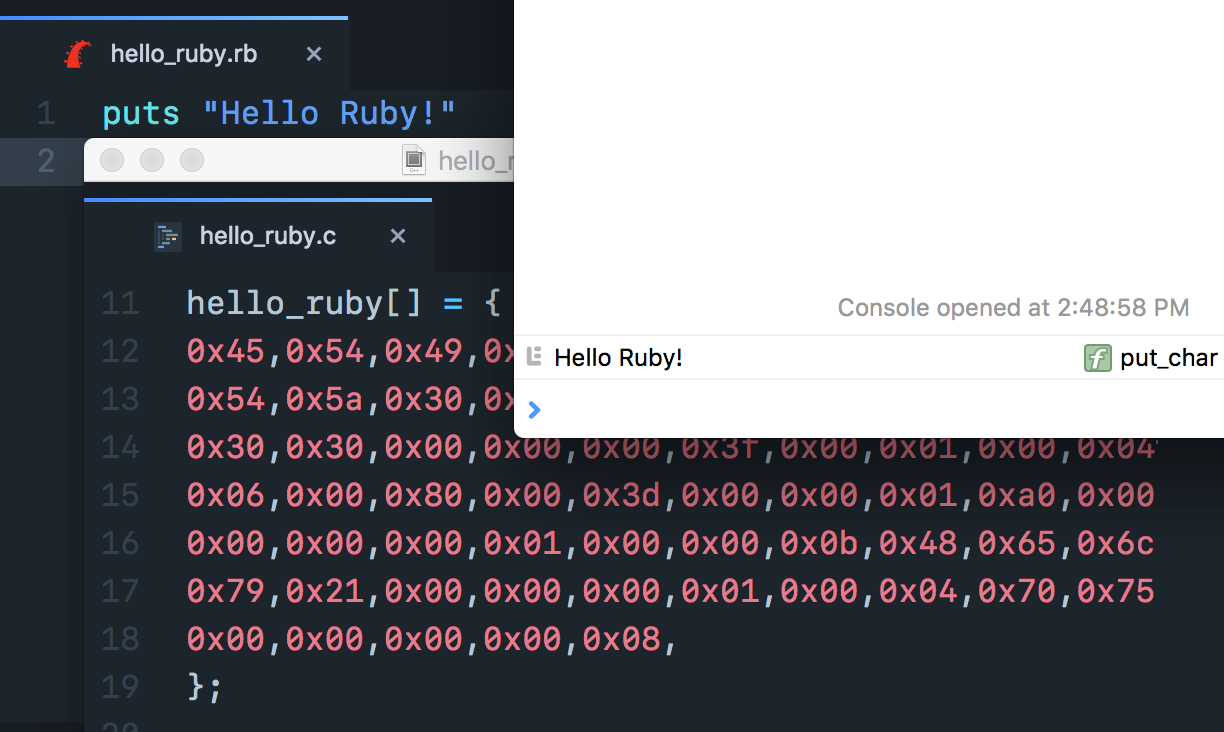 hello_ruby.rb
1 puts "Hello Ruby!"
2
hello_r
hello_ruby.c
11 hello_ruby[] = {
12 0x45,0x54,0x49,0x
13 0x54,0x5a,0x30,0x
14 0x30,0x30,0x00,0x00,0x00,0x3f,0x00,0x01,0x00,0x04
15 0x06,0x00,0x80,0x00,0x3d,0x00,0x00,0x01,0xa0,0x00
16 0x00,0x00,0x00,0x01,0x00,0x00,0x0b,0x48,0x65,0x6c
17 0x79,0x21,0x00,0x00,0x00,0x01,0x00,0x04,0x70,0x75
18 0x00,0x00,0x00,0x00,0x08,
19 };
20
Console opened at 2:48:58 PM
Hello Ruby!
f put_char